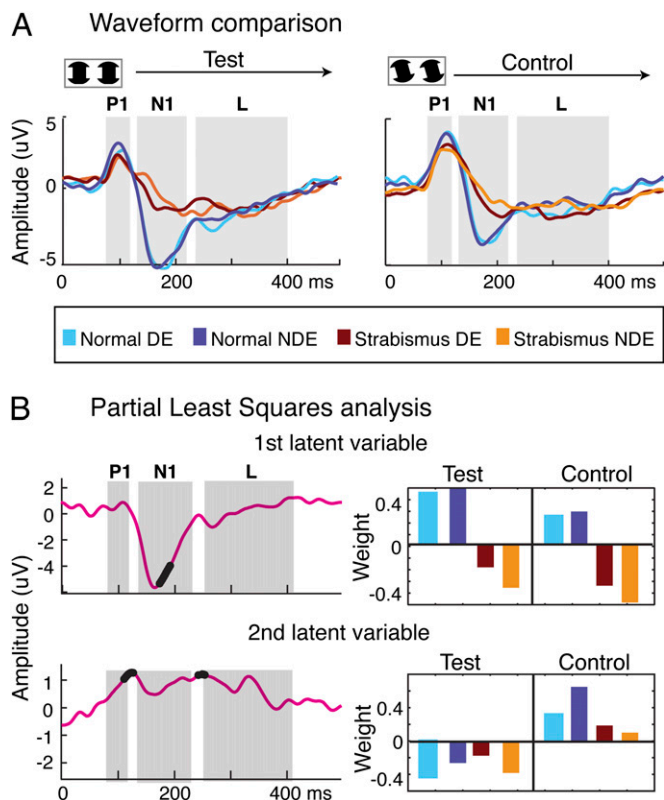 A Waveform comparison
Test
Control
P1 N1 L
P1 N1 L
Amplitude (uV)
5
0
-5
0 200 400 ms
0 200 400 ms
Normal DE Normal NDE Strabismus DE Strabismus NDE
B Partial Least Squares analysis
1st latent variable
P1 N1 L
Test Control
Amplitude (uV)
2
0
-2
-4
Weight
0.4
0
-0.4
2nd latent variable
Test Control
1
0
-1
-2
0 200 400 ms
Weight
0.4
0
-0.4